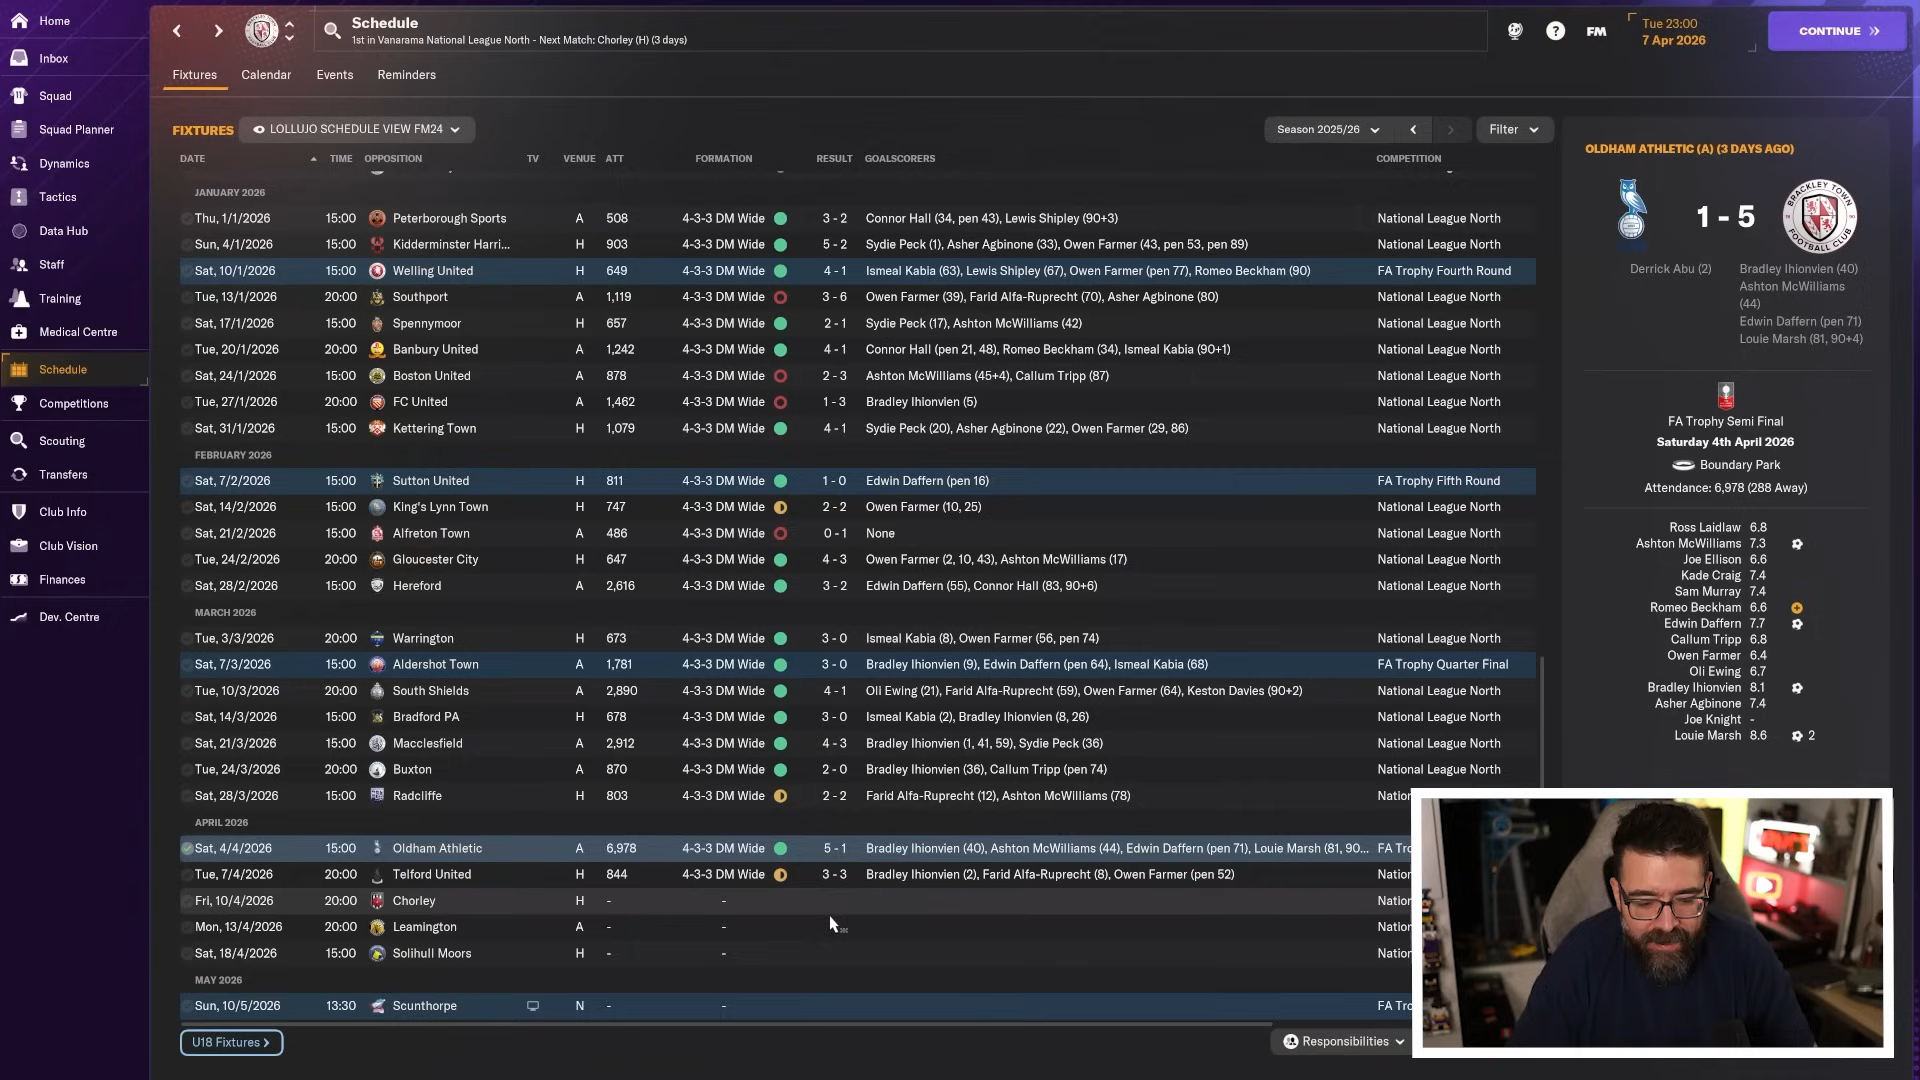 Home
Inbox
Squad
Squad Planner
Dynamics
Tactics
Data Hub
Staff
Training
Medical Centre
Schedule
Competitions
Scouting
Transfers
Club Info
Club Vision
Finances
Dev. Centre
Schedule
1st in Vanarama National League North - Next Match: Chorley (H) (3 days)
FM
Tue 23:00
7 Apr 2026
CONTINUE
Fixtures Calendar Events Reminders
FIXTURES LOLLUJO SCHEDULE VIEW FM24 Season 2025/26 Filter
DATE TIME OPPOSITION TV VENUE ATT FORMATION RESULT GOALSCORERS COMPETITION
JANUARY 2026
Thu, 1/1/2026 15:00 Peterborough Sports A 508 4-3-3 DM Wide 3 - 2 Connor Hall (34, pen 43), Lewis Shipley (90+3) National League North
Sun, 4/1/2026 15:00 Kidderminster Harri... H 903 4-3-3 DM Wide 5 - 2 Sydie Peck (1), Asher Agbinone (33), Owen Farmer (43, pen 53, pen 89) National League North
Sat, 10/1/2026 15:00 Welling United H 649 4-3-3 DM Wide 4 - 1 Ismeal Kabia (63), Lewis Shipley (67), Owen Farmer (pen 77), Romeo Beckham (90) FA Trophy Fourth Round
Tue, 13/1/2026 20:00 Southport A 1,119 4-3-3 DM Wide 3 - 6 Owen Farmer (39), Farid Alfa-Ruprecht (70), Asher Agbinone (80) National League North
Sat, 17/1/2026 15:00 Spennymoor H 657 4-3-3 DM Wide 2 - 1 Sydie Peck (17), Ashton McWilliams (42) National League North
Tue, 20/1/2026 20:00 Banbury United A 1,242 4-3-3 DM Wide 4 - 1 Connor Hall (pen 21, 48), Romeo Beckham (34), Ismeal Kabia (90+1) National League North
Sat, 24/1/2026 15:00 Boston United A 878 4-3-3 DM Wide 2 - 3 Ashton McWilliams (45+4), Callum Tripp (87) National League North
Tue, 27/1/2026 20:00 FC United A 1,462 4-3-3 DM Wide 1 - 3 Bradley Ihionvien (5) National League North
Sat, 31/1/2026 15:00 Kettering Town H 1,079 4-3-3 DM Wide 4 - 1 Sydie Peck (20), Asher Agbinone (22), Owen Farmer (29, 86) National League North
FEBRUARY 2026
Sat, 7/2/2026 15:00 Sutton United H 811 4-3-3 DM Wide 1 - 0 Edwin Daffern (pen 16) FA Trophy Fifth Round
Sat, 14/2/2026 15:00 King's Lynn Town H 747 4-3-3 DM Wide 2 - 2 Owen Farmer (10, 25) National League North
Sat, 21/2/2026 15:00 Alfreton Town A 486 4-3-3 DM Wide 0 - 1 None National League North
Tue, 24/2/2026 20:00 Gloucester City H 647 4-3-3 DM Wide 4 - 3 Owen Farmer (2, 10, 43), Ashton McWilliams (17) National League North
Sat, 28/2/2026 15:00 Hereford A 2,616 4-3-3 DM Wide 3 - 2 Edwin Daffern (55), Connor Hall (83, 90+6) National League North
MARCH 2026
Tue, 3/3/2026 20:00 Warrington H 673 4-3-3 DM Wide 3 - 0 Ismeal Kabia (8), Owen Farmer (56, pen 74) National League North
Sat, 7/3/2026 15:00 Aldershot Town A 1,781 4-3-3 DM Wide 3 - 0 Bradley Ihionvien (9), Edwin Daffern (pen 64), Ismeal Kabia (68) FA Trophy Quarter Final
Tue, 10/3/2026 20:00 South Shields A 2,890 4-3-3 DM Wide 4 - 1 Oli Ewing (21), Farid Alfa-Ruprecht (59), Owen Farmer (64), Keston Davies (90+2) National League North
Sat, 14/3/2026 15:00 Bradford PA H 678 4-3-3 DM Wide 3 - 0 Ismeal Kabia (2), Bradley Ihionvien (8, 26) National League North
Sat, 21/3/2026 15:00 Macclesfield A 2,912 4-3-3 DM Wide 4 - 3 Bradley Ihionvien (1, 41, 59), Sydie Peck (36) National League North
Tue, 24/3/2026 20:00 Buxton A 870 4-3-3 DM Wide 2 - 0 Bradley Ihionvien (36), Callum Tripp (pen 74) National League North
Sat, 28/3/2026 15:00 Radcliffe H 803 4-3-3 DM Wide 2 - 2 Farid Alfa-Ruprecht (12), Ashton McWilliams (78) Natio
APRIL 2026
Sat, 4/4/2026 15:00 Oldham Athletic A 6,978 4-3-3 DM Wide 5 - 1 Bradley Ihionvien (40), Ashton McWilliams (44), Edwin Daffern (pen 71), Louie Marsh (81, 90... FA Tro
Tue, 7/4/2026 20:00 Telford United H 844 4-3-3 DM Wide 3 - 3 Bradley Ihionvien (2), Farid Alfa-Ruprecht (8), Owen Farmer (pen 52) Natio
Fri, 10/4/2026 20:00 Chorley H - - Natio
Mon, 13/4/2026 20:00 Leamington A - - Natio
Sat, 18/4/2026 15:00 Solihull Moors H - - Natio
MAY 2026
Sun, 10/5/2026 13:30 Scunthorpe N - - FA Tro
U18 Fixtures Responsibilities
OLDHAM ATHLETIC (A) (3 DAYS AGO)
1 - 5
BRACKLEY TOWN
FOOTBALL CLUB
Derrick Abu (2)
Bradley Ihionvien (40)
Ashton McWilliams
(44)
Edwin Daffern (pen 71)
Louie Marsh (81, 90+4)
FA Trophy Semi Final
Saturday 4th April 2026
Boundary Park
Attendance: 6,978 (288 Away)
Ross Laidlaw 6.8
Ashton McWilliams 7.3
Joe Ellison 6.6
Kade Craig 7.4
Sam Murray 7.4
Romeo Beckham 6.6
Edwin Daffern 7.7
Callum Tripp 6.8
Owen Farmer 6.4
Oli Ewing 6.7
Bradley Ihionvien 8.1
Asher Agbinone 7.4
Joe Knight -
Louie Marsh 8.6 2